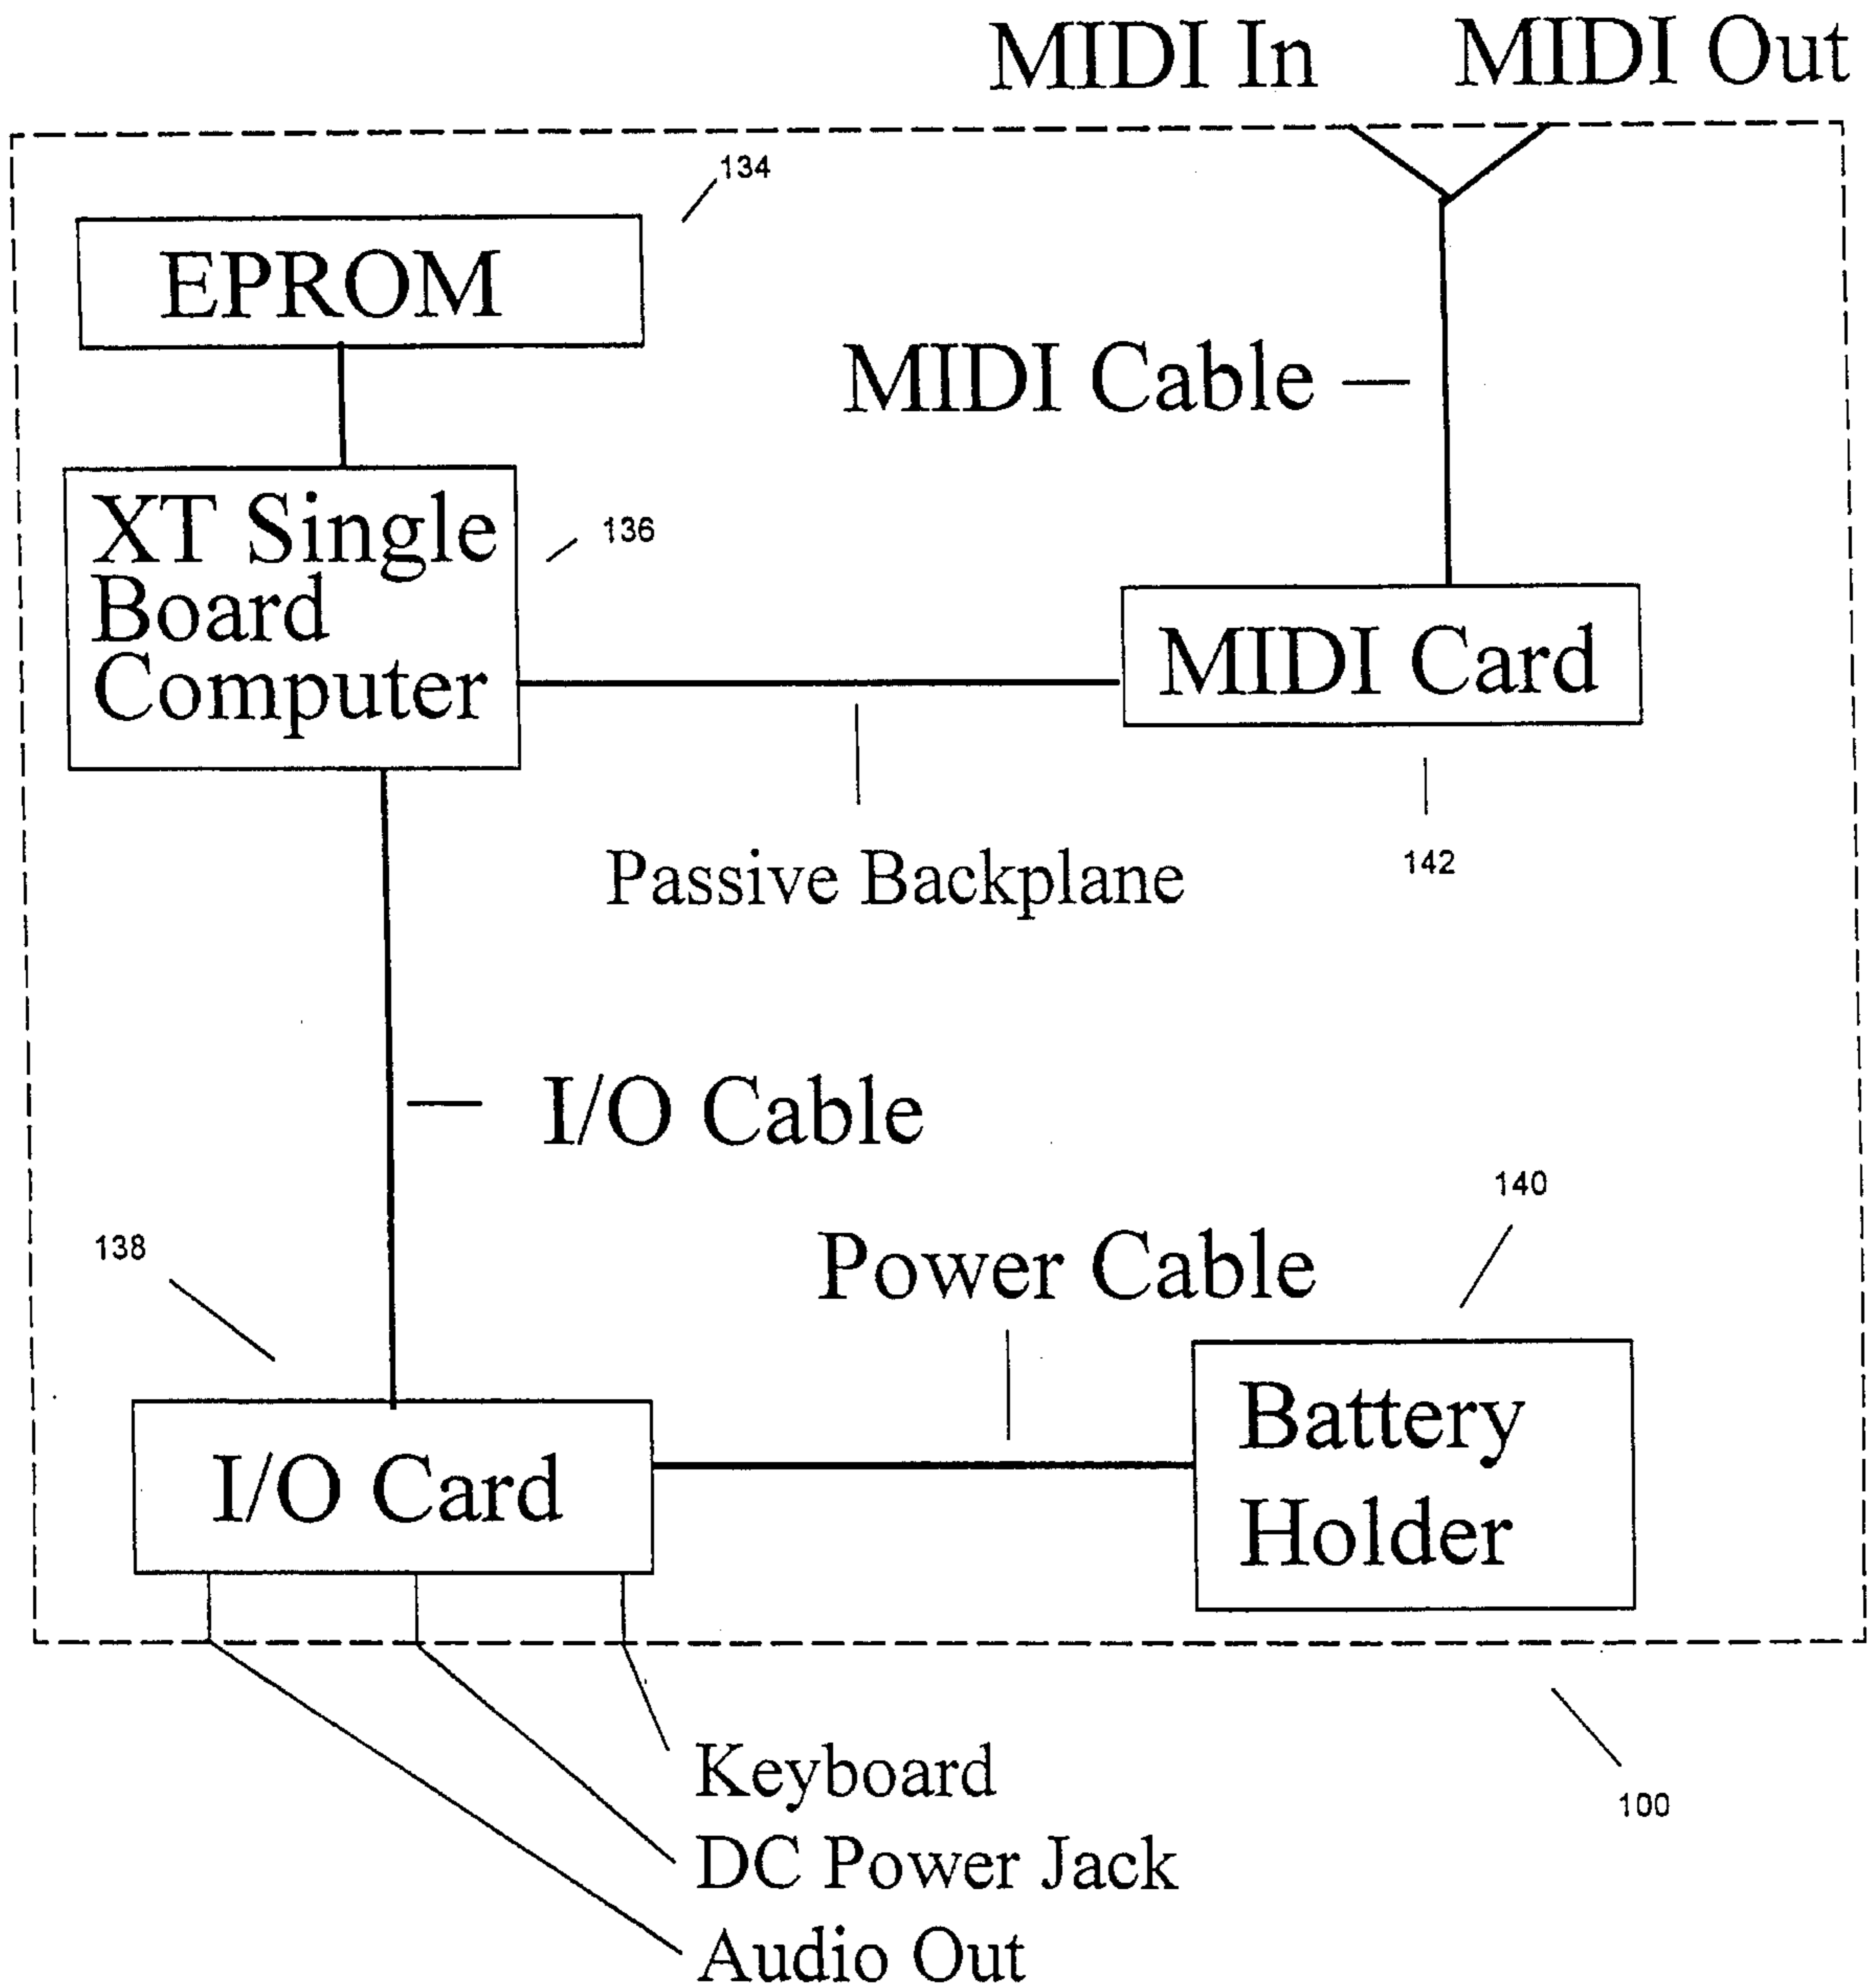 MIDI In MIDI Out
134
EPROM
MIDI Cable
XT Single
Board
Computer
136
MIDI Card
Passive Backplane
142
I/O Cable
140
138
Power Cable
Battery
Holder
I/O Card
Keyboard
100
DC Power Jack
Audio Out